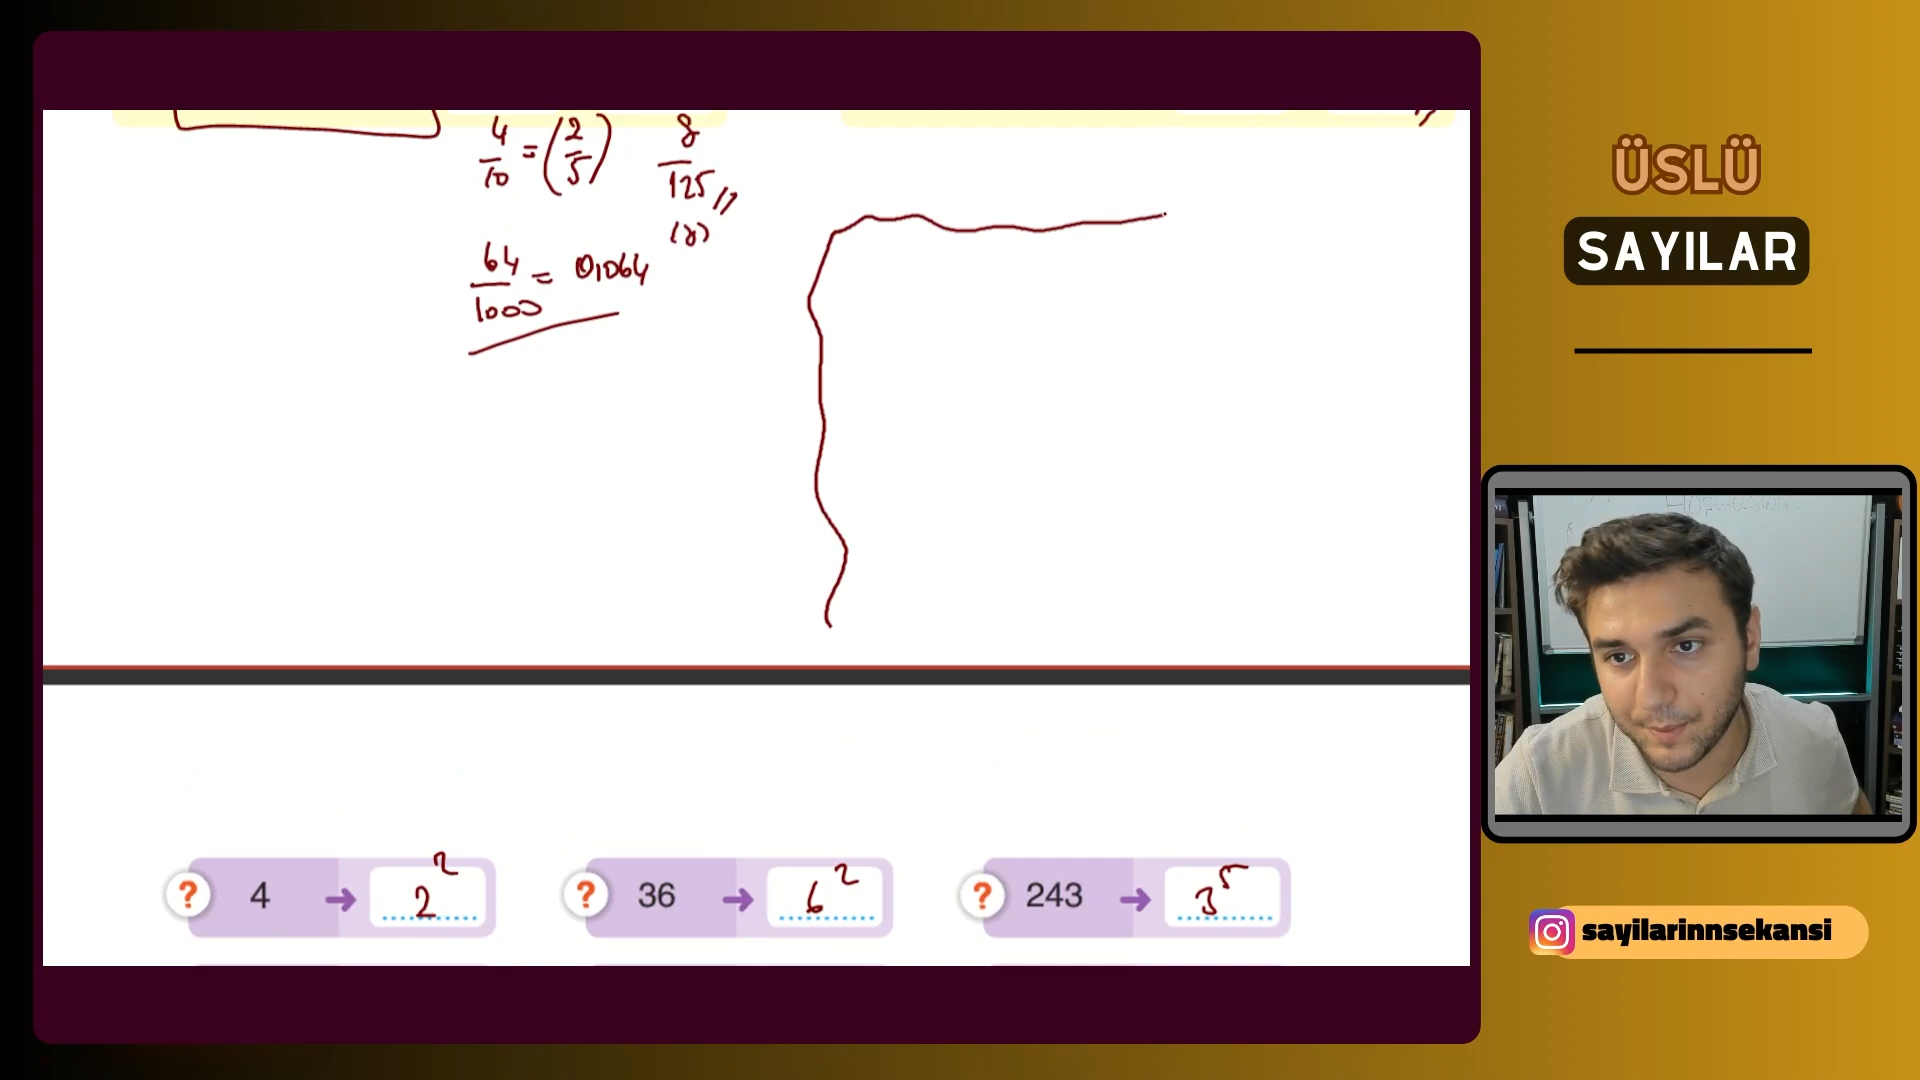 4/10 = (2/5)
8/125 //
(8)
64/1000 = 0,064
? 4 → 2²
? 36 → 6²
? 243 → 3⁵
ÜSLÜ
SAYILAR
sayilarinnsekansi